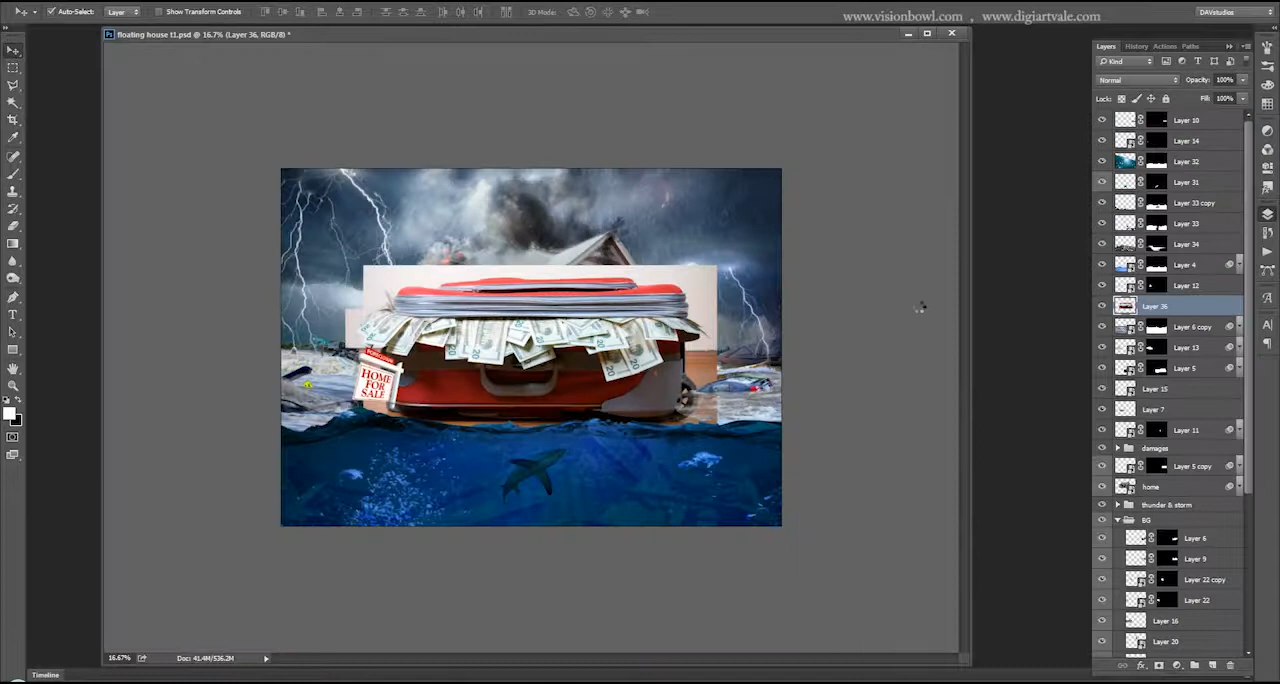 Auto-Select:
Layer
Show Transform Controls
3D Mode:
www.visionbowl.com , www.digiartvale.com
DAVstudios
floating house t1.psd @ 16.7% (Layer 36, RGB/8) *
Layers
History
Actions
Paths
Kind
Normal
Opacity: 100%
Lock:
Fill: 100%
Layer 10
Layer 14
Layer 32
Layer 31
Layer 33 copy
Layer 33
Layer 34
Layer 4
Layer 12
Layer 36
Layer 6 copy
Layer 13
Layer 5
Layer 15
Layer 7
Layer 11
damages
Layer 5 copy
home
thunder & storm
BG
Layer 6
Layer 9
Layer 22 copy
Layer 22
Layer 16
Layer 20
HOME
FOR
SALE
20
20
20
16.67%
Doc: 41.4M/536.2M
Timeline